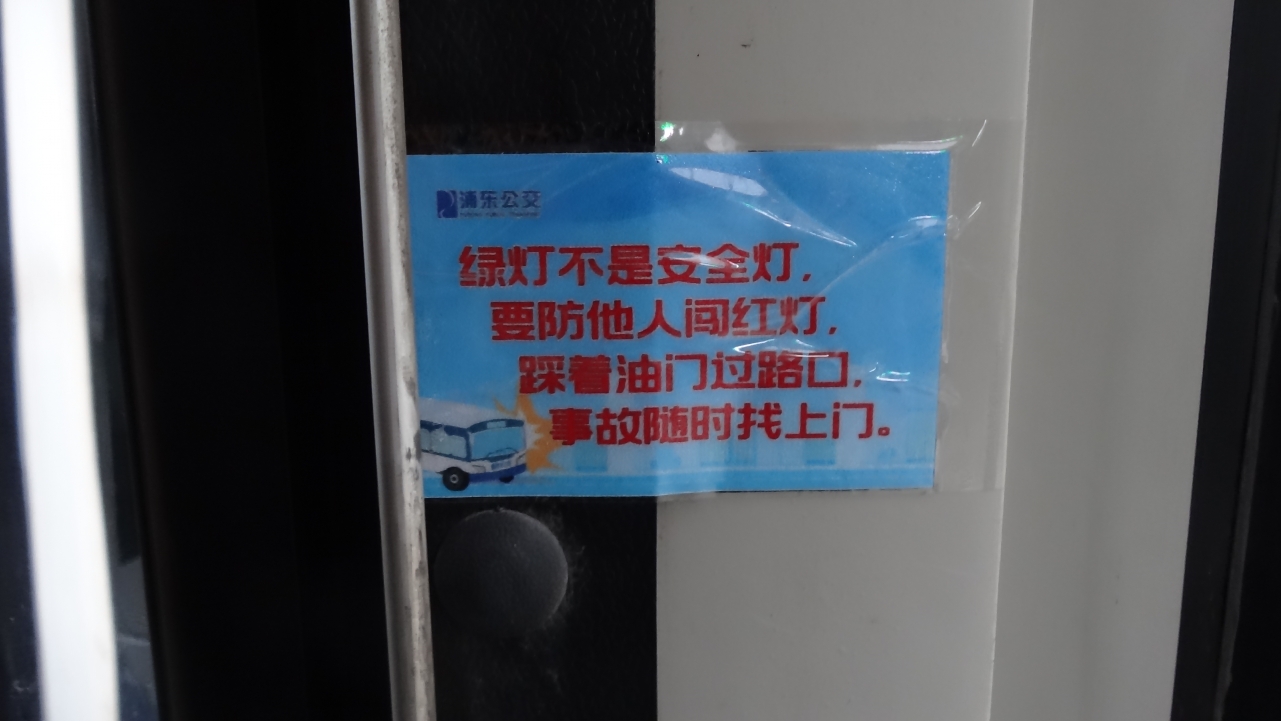 浦东公交
绿灯不是安全灯，
要防他人闯红灯，
踩着油门过路口，
事故随时找上门。